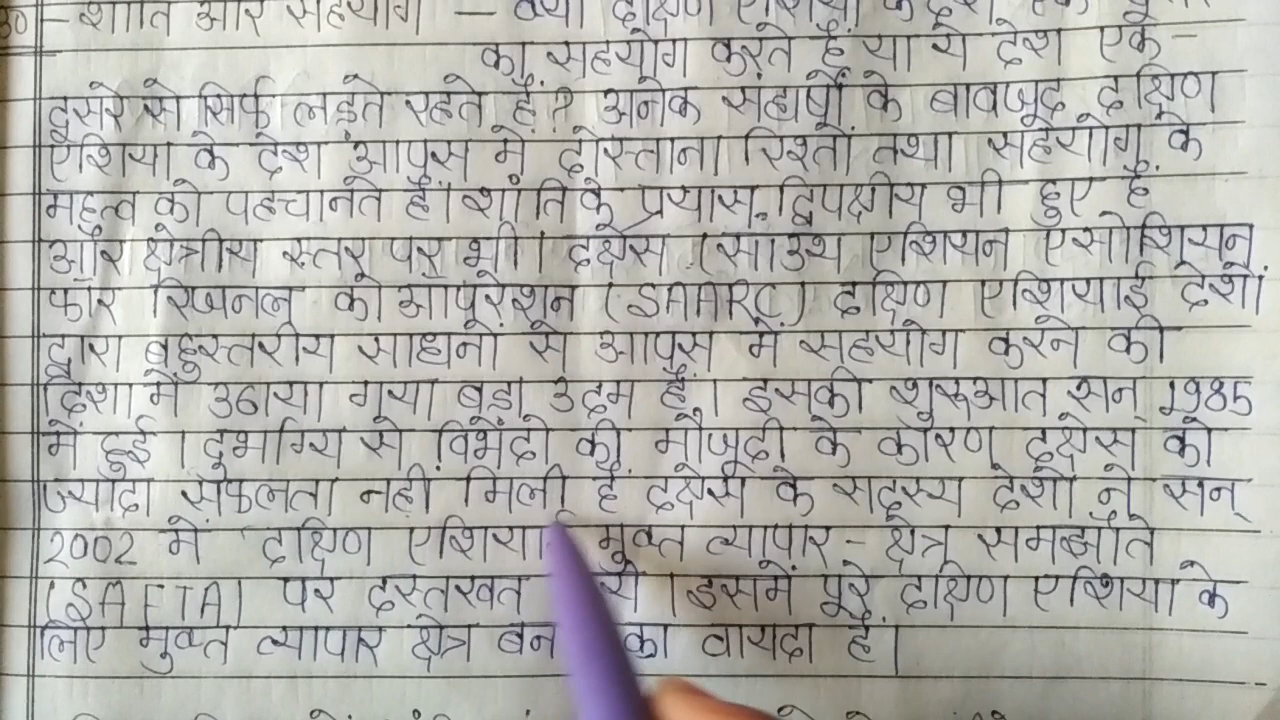 शांति और सहयोग — क्या दक्षिण एशिया के देश एक
का सहयोग करते हैं या ये देश एक-
दूसरे से सिर्फ लड़ते रहते हैं? अनेक संघर्षों के बावजूद दक्षिण
एशिया के देश आपस में दोस्ताना रिश्तों तथा सहयोग के
महत्व को पहचानते हैं। शांति के प्रयास द्विपक्षीय भी हुए हैं
और क्षेत्रीय स्तर पर भी। दक्षेस (साउथ एशियन एसोशियन
फॉर रिजनल कोआपरेशन (SAARC) दक्षिण एशियाई देशों
द्वारा बहुस्तरीय साधनों से आपस में सहयोग करने की
दिशा में उठाया गया बड़ा उदम है। इसकी शुरुआत सन् 1985
में हुई। दुर्भाग्य से विभेदों की मौजूदी के कारण दक्षेस को
ज्यादा सफलता नहीं मिली है दक्षेस के सदस्य देशों ने सन्
2002 में दक्षिण एशियाई मुक्त व्यापार-क्षेत्र समझौते
(SAFTA) पर दस्तखत ये। इसमें पूरे दक्षिण एशिया के
लिए मुक्त व्यापार क्षेत्र बन का वायदा है।